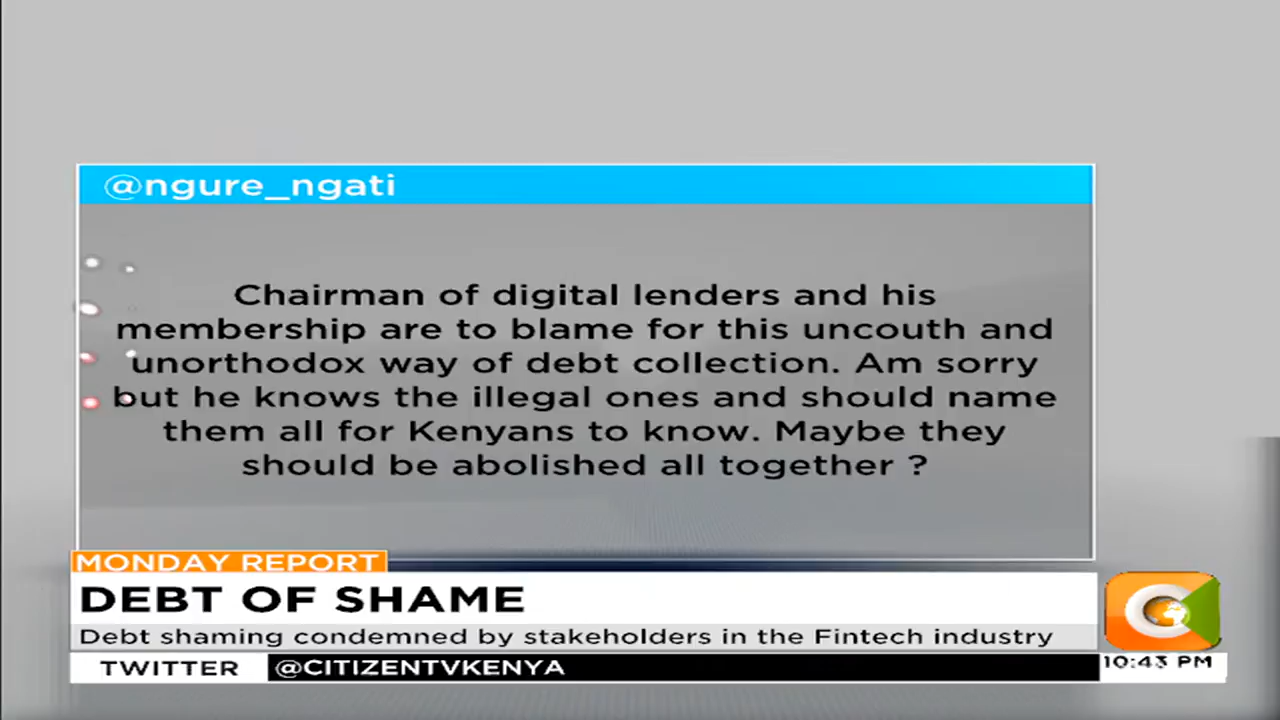 @ngure_ngati
Chairman of digital lenders and his
membership are to blame for this uncouth and
unorthodox way of debt collection. Am sorry
but he knows the illegal ones and should name
them all for Kenyans to know. Maybe they
should be abolished all together ?
MONDAY REPORT
DEBT OF SHAME
Debt shaming condemned by stakeholders in the Fintech industry
TWITTER @CITIZENTVKENYA
10:43 PM